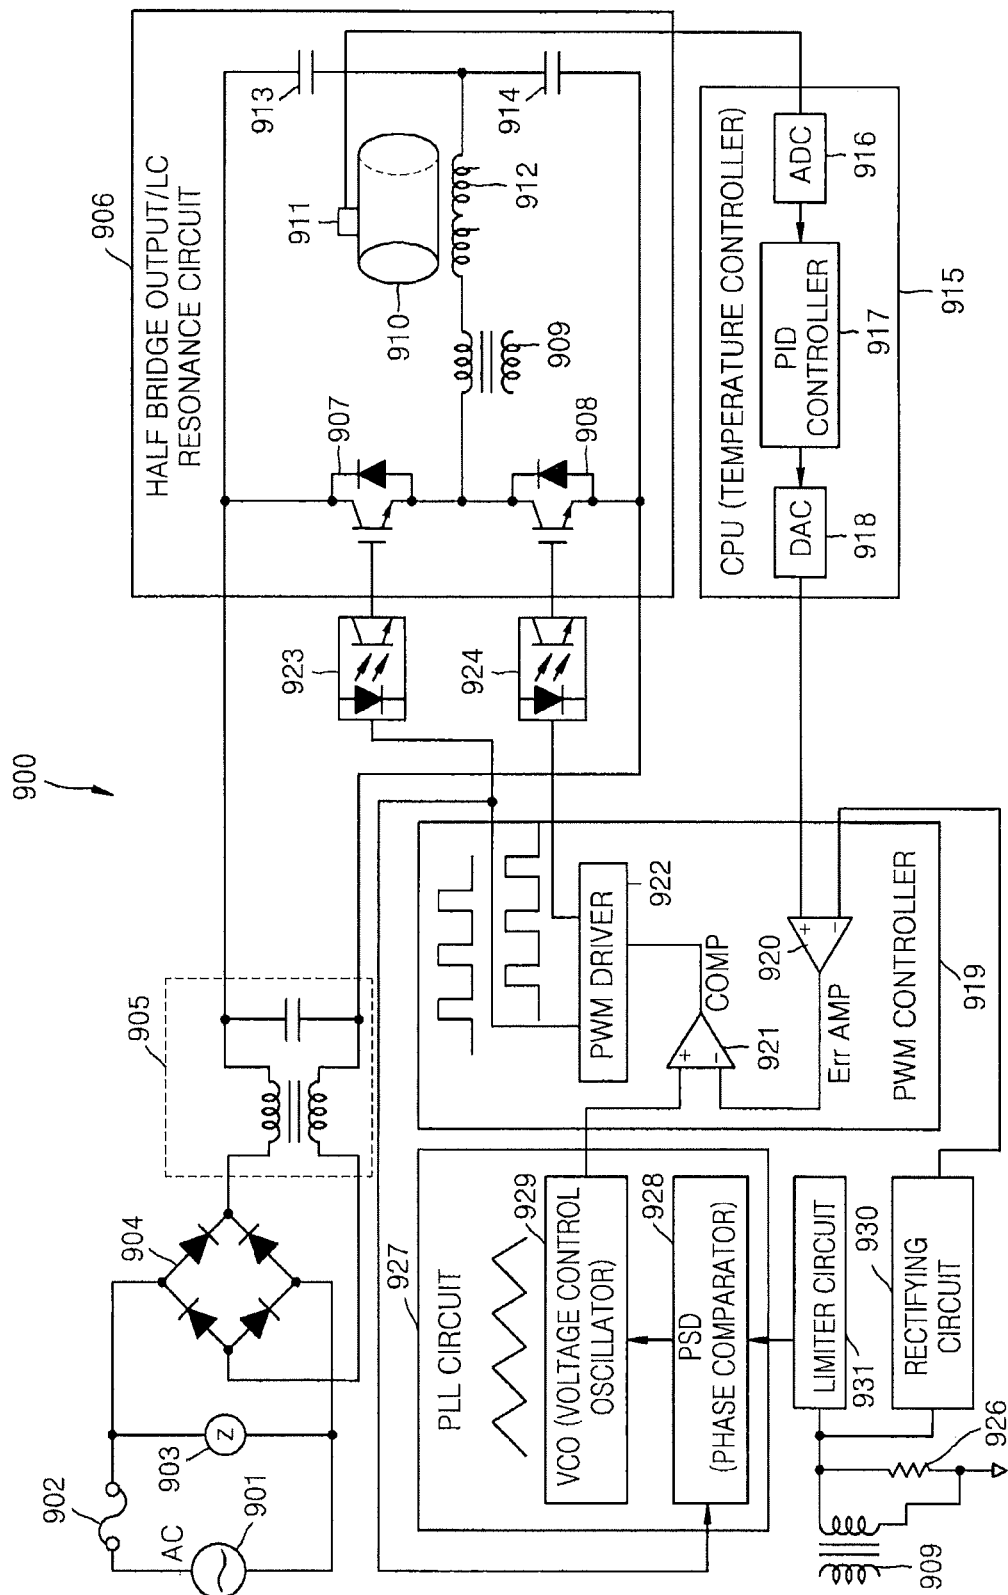 900
902
903
Z
AC
901
904
905
906
HALF BRIDGE OUTPUT/LC
RESONANCE CIRCUIT
907
908
909
910
911
912
913
914
923
924
927
PLL CIRCUIT
929
VCO (VOLTAGE CONTROL
OSCILLATOR)
928
PSD
(PHASE COMPARATOR)
LIMITER CIRCUIT
931
930
RECTIFYING
CIRCUIT
926
909
PWM DRIVER
922
COMP
+
−
921
Err AMP
+
−
920
PWM CONTROLLER
919
CPU (TEMPERATURE CONTROLLER)
DAC
918
PID
CONTROLLER
917
ADC
916
915